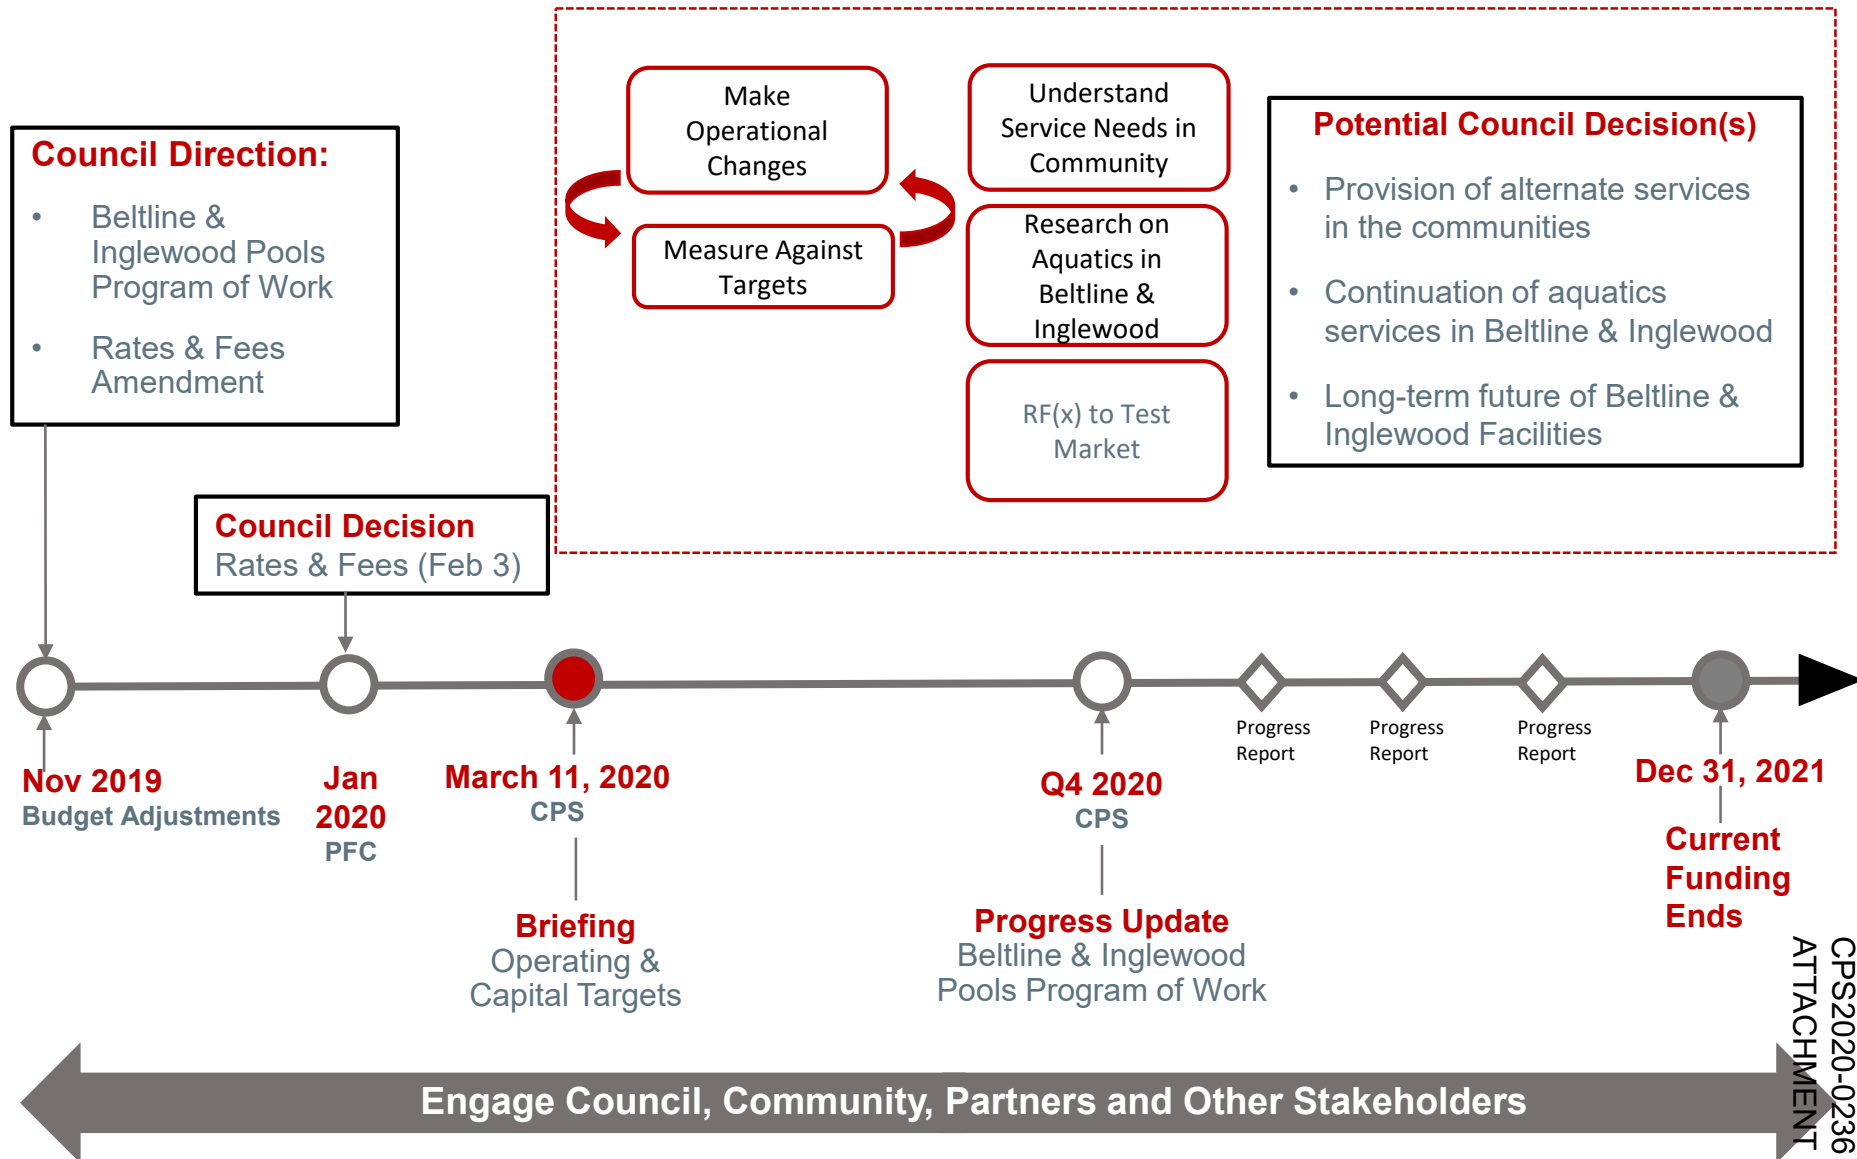 Council Direction:
• Beltline &
Inglewood Pools
Program of Work
• Rates & Fees
Amendment
Council Decision
Rates & Fees (Feb 3)
Make
Operational
Changes
Measure Against
Targets
Understand
Service Needs in
Community
Research on
Aquatics in
Beltline &
Inglewood
RF(x) to Test
Market
Potential Council Decision(s)
• Provision of alternate services
in the communities
• Continuation of aquatics
services in Beltline & Inglewood
• Long-term future of Beltline &
Inglewood Facilities
Nov 2019
Budget Adjustments
Jan
2020
PFC
March 11, 2020
CPS
Briefing
Operating &
Capital Targets
Q4 2020
CPS
Progress Update
Beltline & Inglewood
Pools Program of Work
Progress
Report
Progress
Report
Progress
Report
Dec 31, 2021
Current
Funding
Ends
CPS2020-0236
ATTACHMENT
Engage Council, Community, Partners and Other Stakeholders